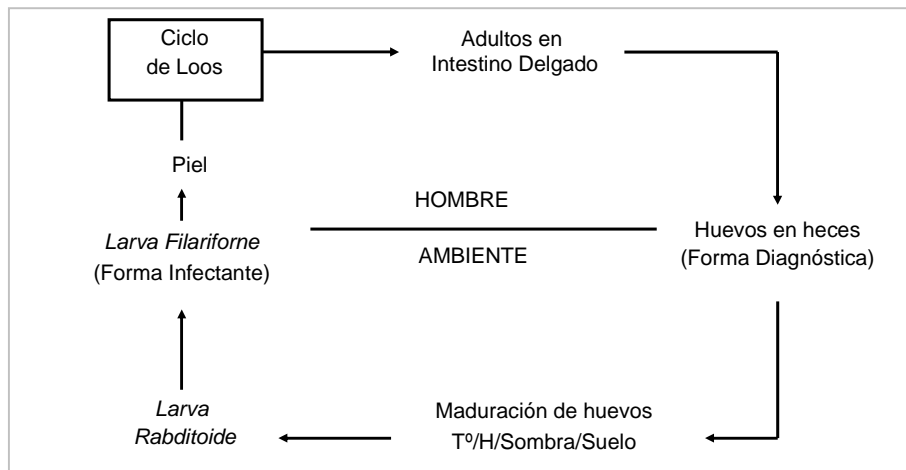 Ciclo
de Loos
Adultos en
Intestino Delgado
Piel
HOMBRE
Larva Filariforne
(Forma Infectante)
AMBIENTE
Huevos en heces
(Forma Diagnóstica)
Larva
Rabditoide
Maduración de huevos
Tº/H/Sombra/Suelo